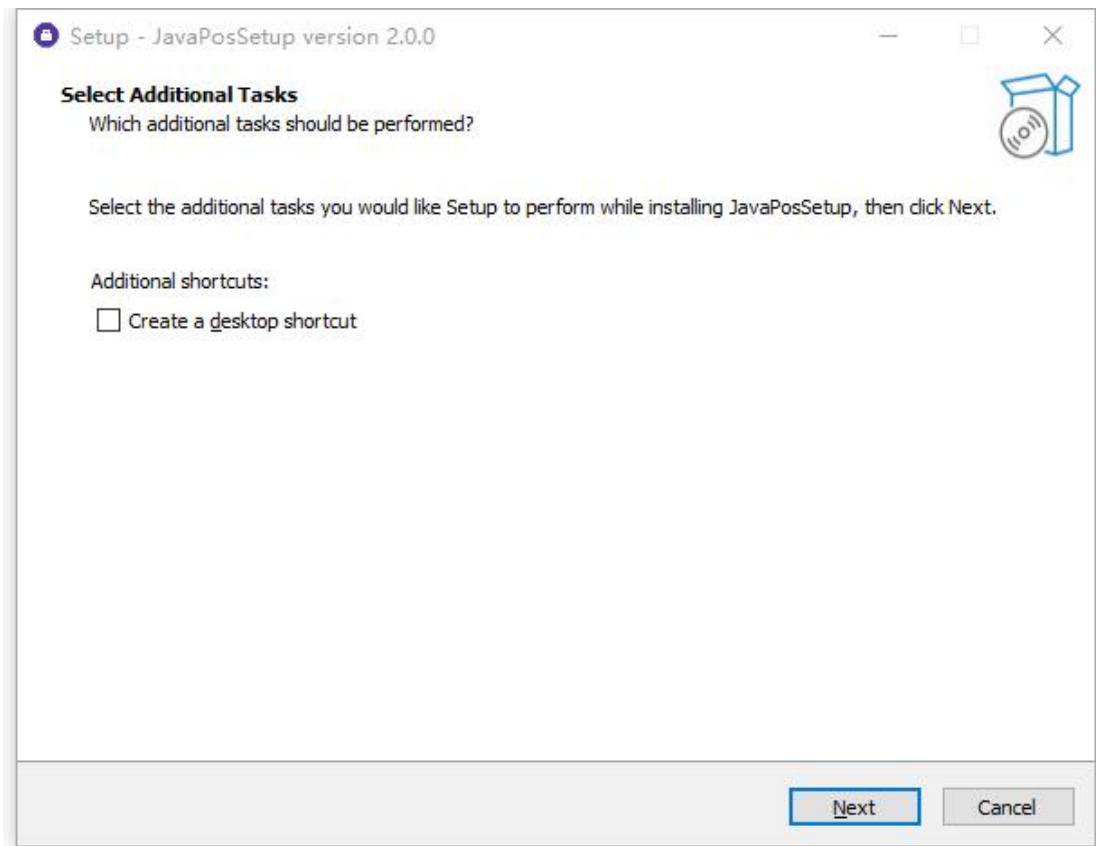 Setup - JavaPosSetup version 2.0.0
Select Additional Tasks
Which additional tasks should be performed?
Select the additional tasks you would like Setup to perform while installing JavaPosSetup, then click Next.
Additional shortcuts:
Create a desktop shortcut
Next
Cancel